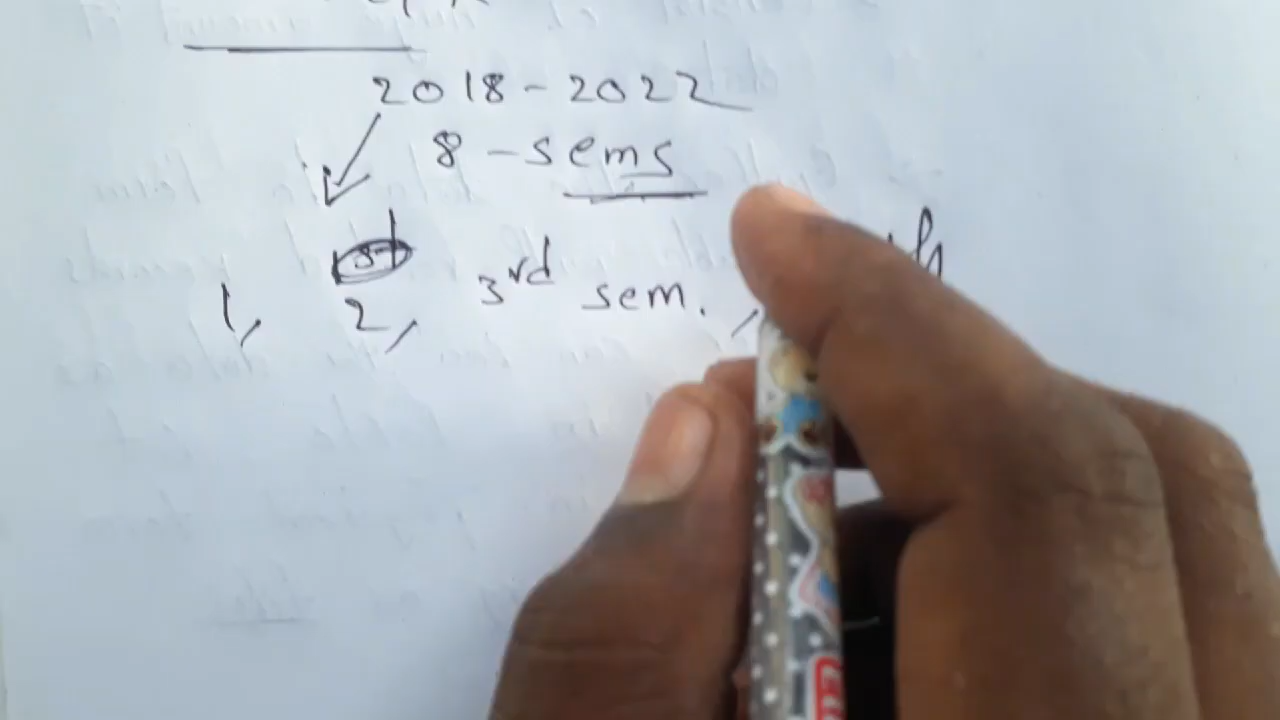 2018-2022
8-sems
1, 2, 3rd sem. ,